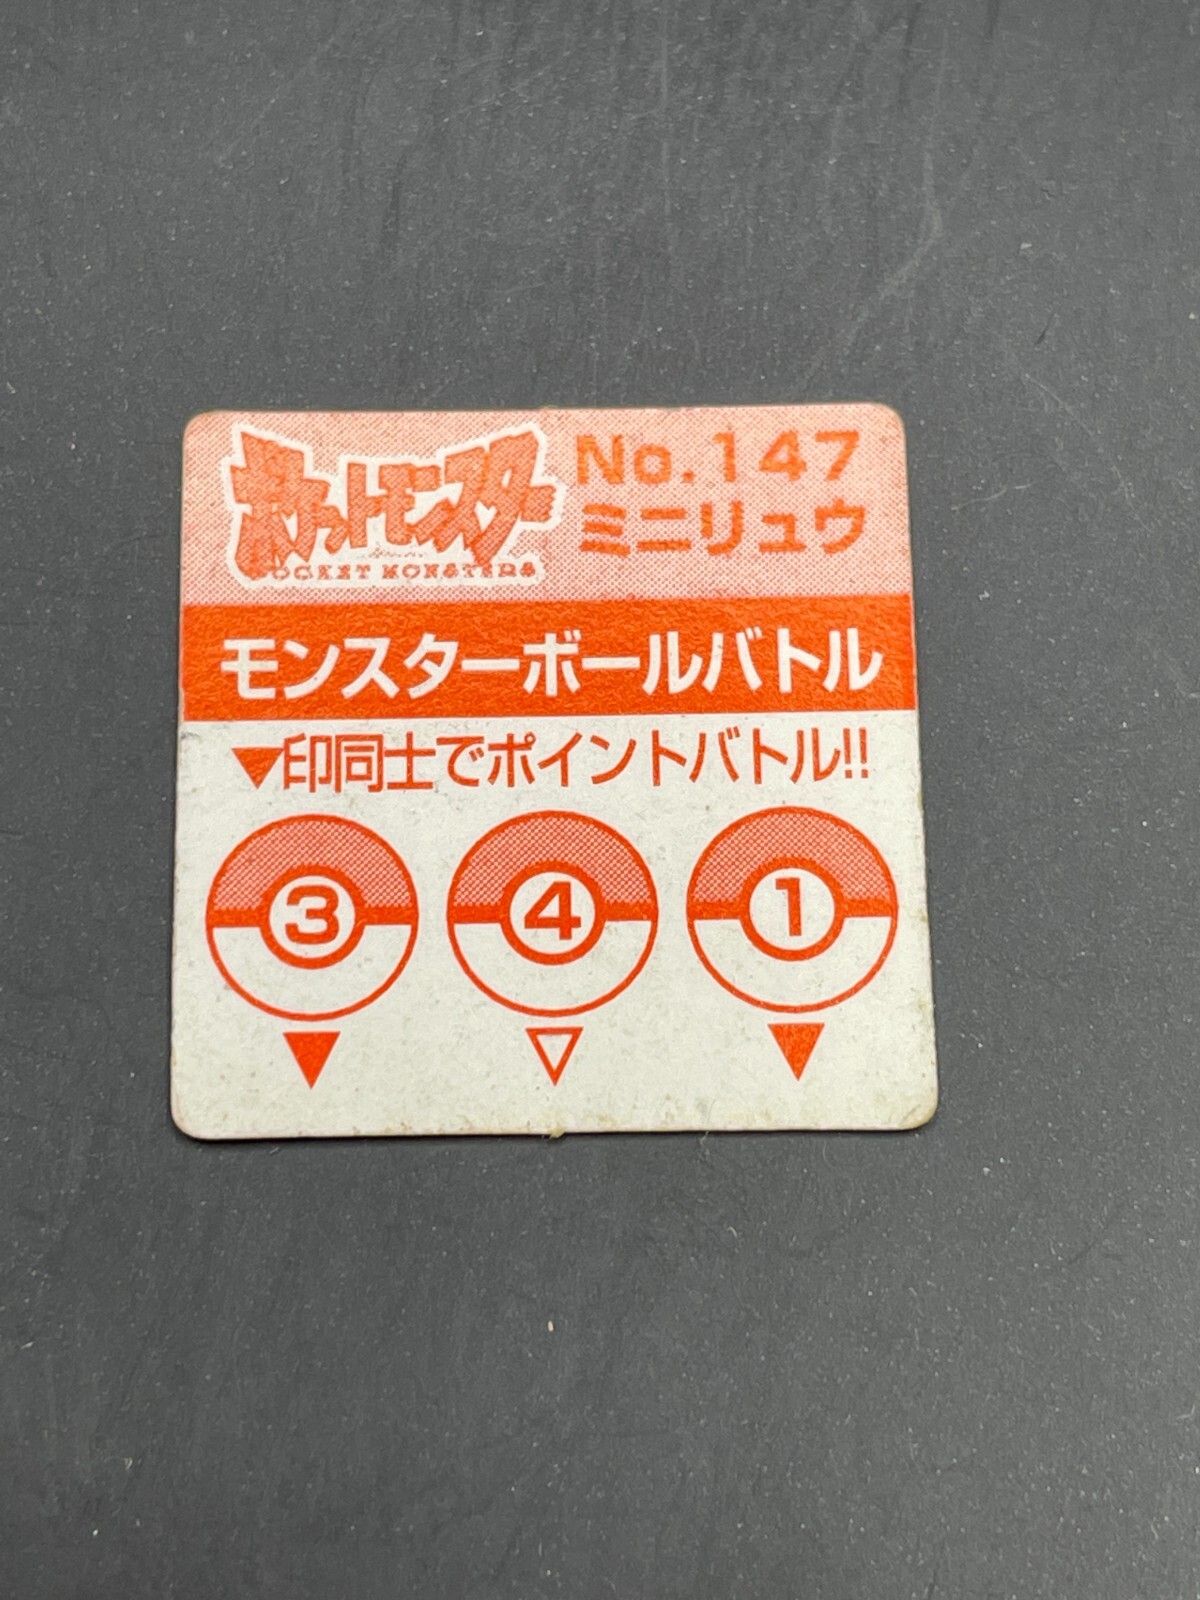 ポケットモンスター
POCKET MONSTERS
No.147
ミニリュウ
モンスターボールバトル
▼印同士でポイントバトル!!
3 4 1